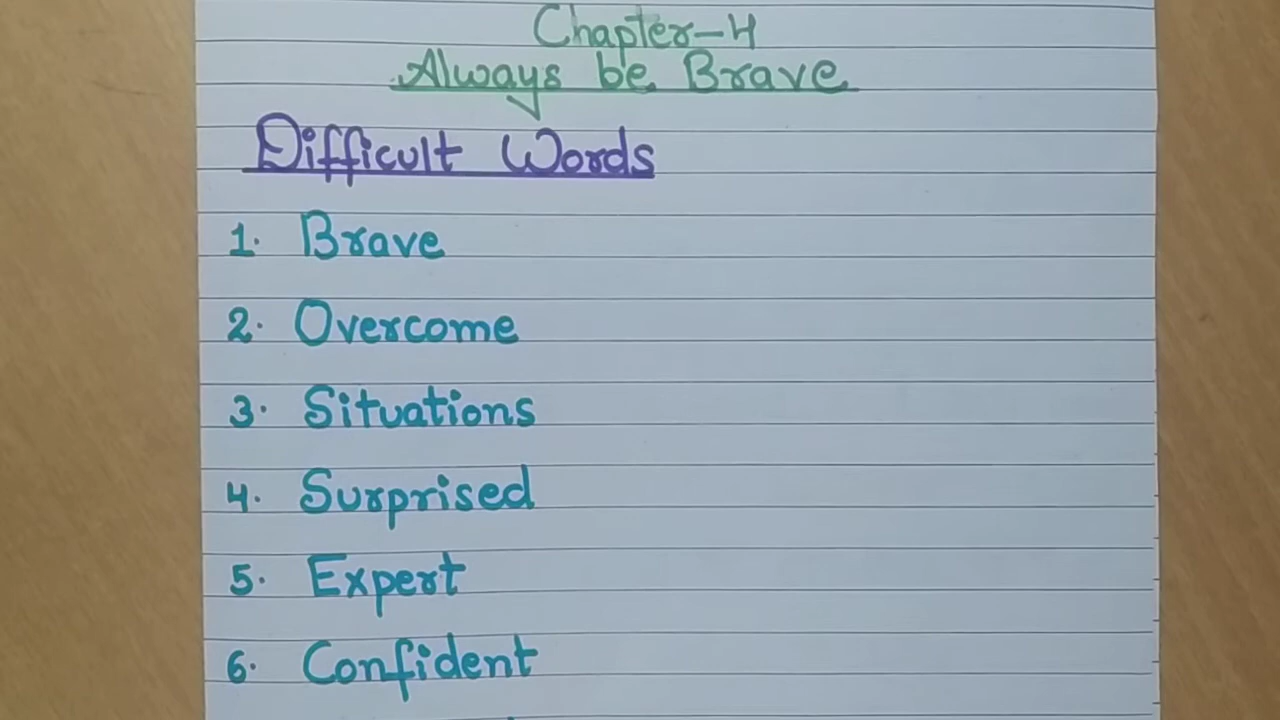 Chapter-4
Always be Brave
Difficult Words
1. Brave
2. Overcome
3. Situations
4. Surprised
5. Expert
6. Confident